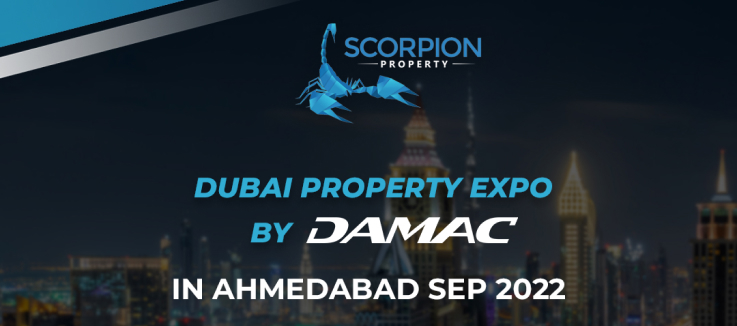 SCORPION
PROPERTY
DUBAI PROPERTY EXPO
BY DAMAC
IN AHMEDABAD SEP 2022